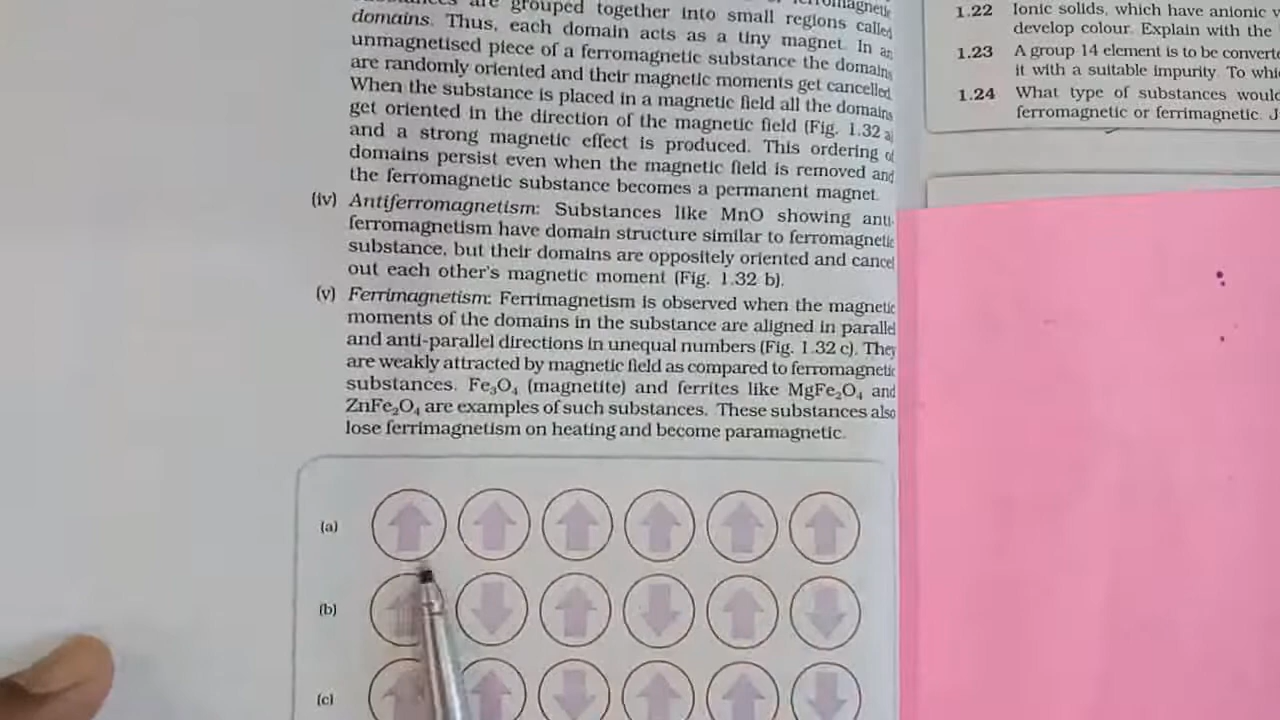 are grouped together into small regions called
domains. Thus, each domain acts as a tiny magnet. In an
unmagnetised piece of a ferromagnetic substance the domains
are randomly oriented and their magnetic moments get cancelled.
When the substance is placed in a magnetic field all the domains
get oriented in the direction of the magnetic field (Fig. 1.32 a)
and a strong magnetic effect is produced. This ordering of
domains persist even when the magnetic field is removed and
the ferromagnetic substance becomes a permanent magnet.
(iv) Antiferromagnetism: Substances like MnO showing anti-
ferromagnetism have domain structure similar to ferromagnetic
substance, but their domains are oppositely oriented and cancel
out each other's magnetic moment (Fig. 1.32 b).
(v) Ferrimagnetism: Ferrimagnetism is observed when the magnetic
moments of the domains in the substance are aligned in parallel
and anti-parallel directions in unequal numbers (Fig. 1.32 c). They
are weakly attracted by magnetic field as compared to ferromagnetic
substances. Fe₃O₄ (magnetite) and ferrites like MgFe₂O₄ and
ZnFe₂O₄ are examples of such substances. These substances also
lose ferrimagnetism on heating and become paramagnetic.
(a)
(b)
(c)
1.22 Ionic solids, which have anionic
develop colour. Explain with the
1.23 A group 14 element is to be
it with a suitable impurity. To
1.24 What type of substances
ferromagnetic or ferrimagnetic.